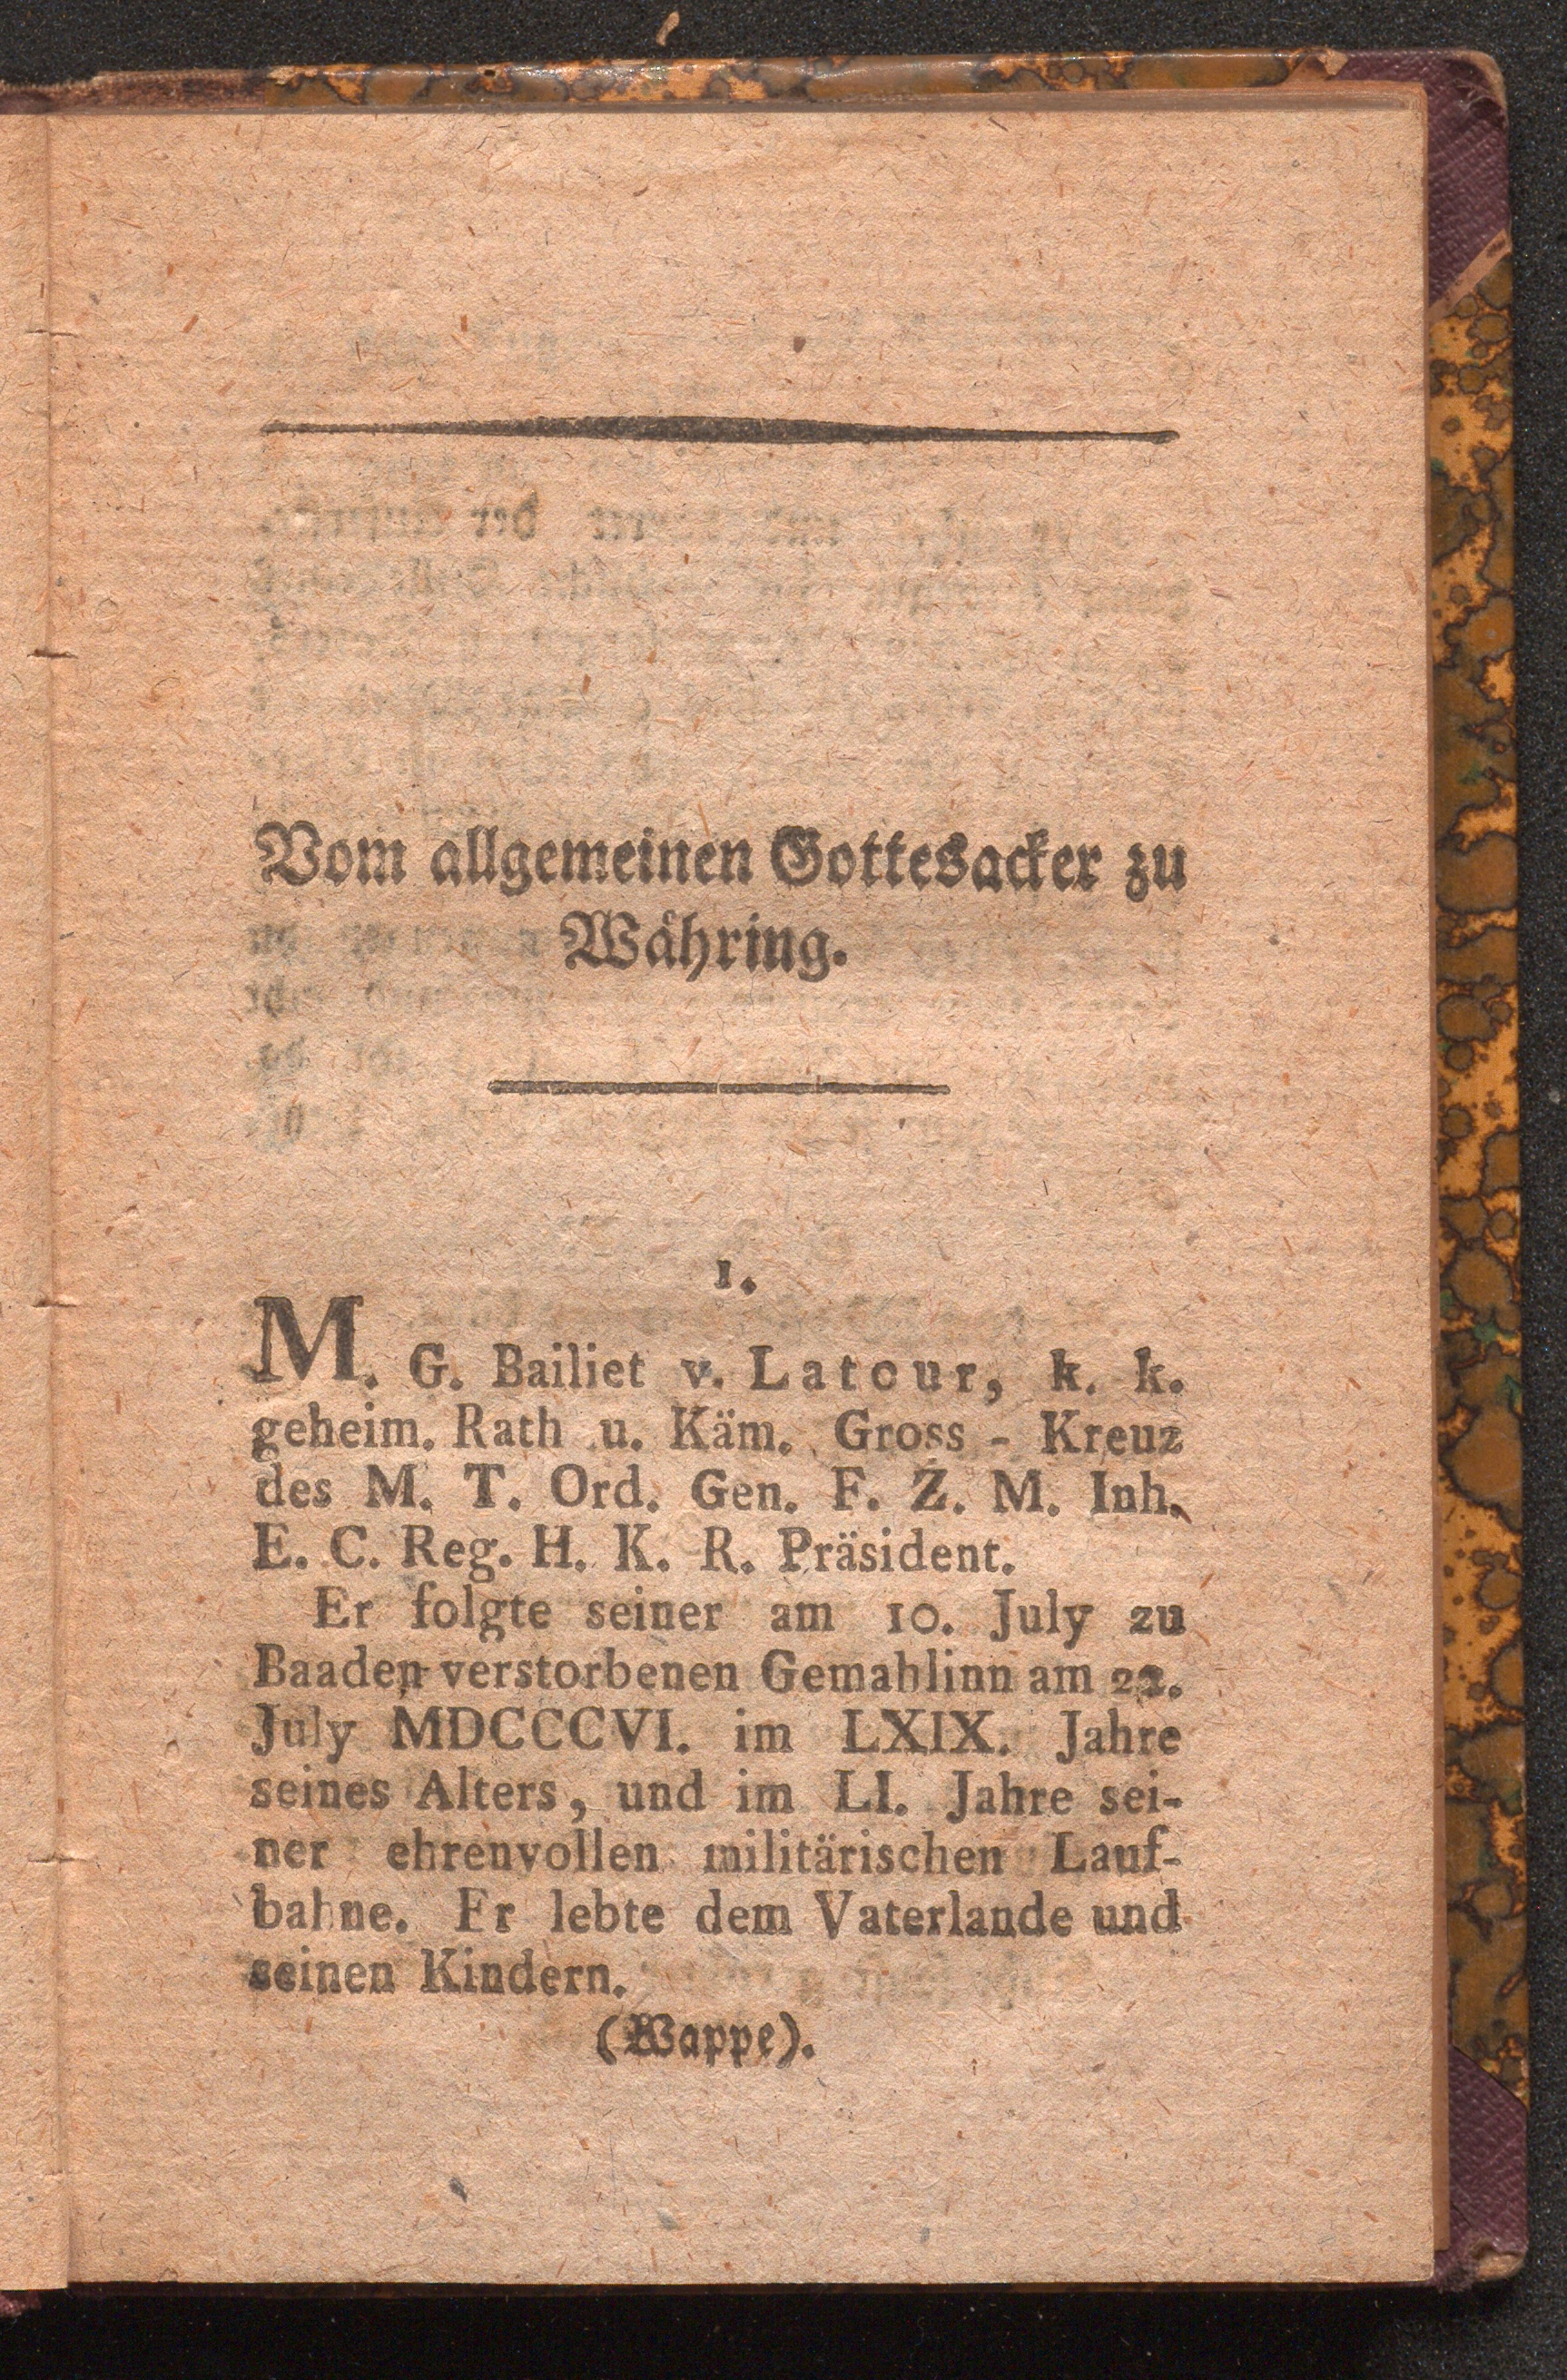 Vom allgemeinen Gottesacker zu
Währing.
1.
M. G. Bailiet v. Latour, k. k.
geheim. Rath u. Käm. Gross - Kreuz
des M. T. Ord. Gen. F. Z. M. Inh.
E. C. Reg. H. K. R. Präsident.
Er folgte seiner am 10. July zu
Baaden verstorbenen Gemahlinn am 22.
July MDCCCVI. im LXIX. Jahre
seines Alters, und im LI. Jahre sei-
ner ehrenvollen militärischen Lauf-
bahne. Er lebte dem Vaterlande und
seinen Kindern.
(Wappe).